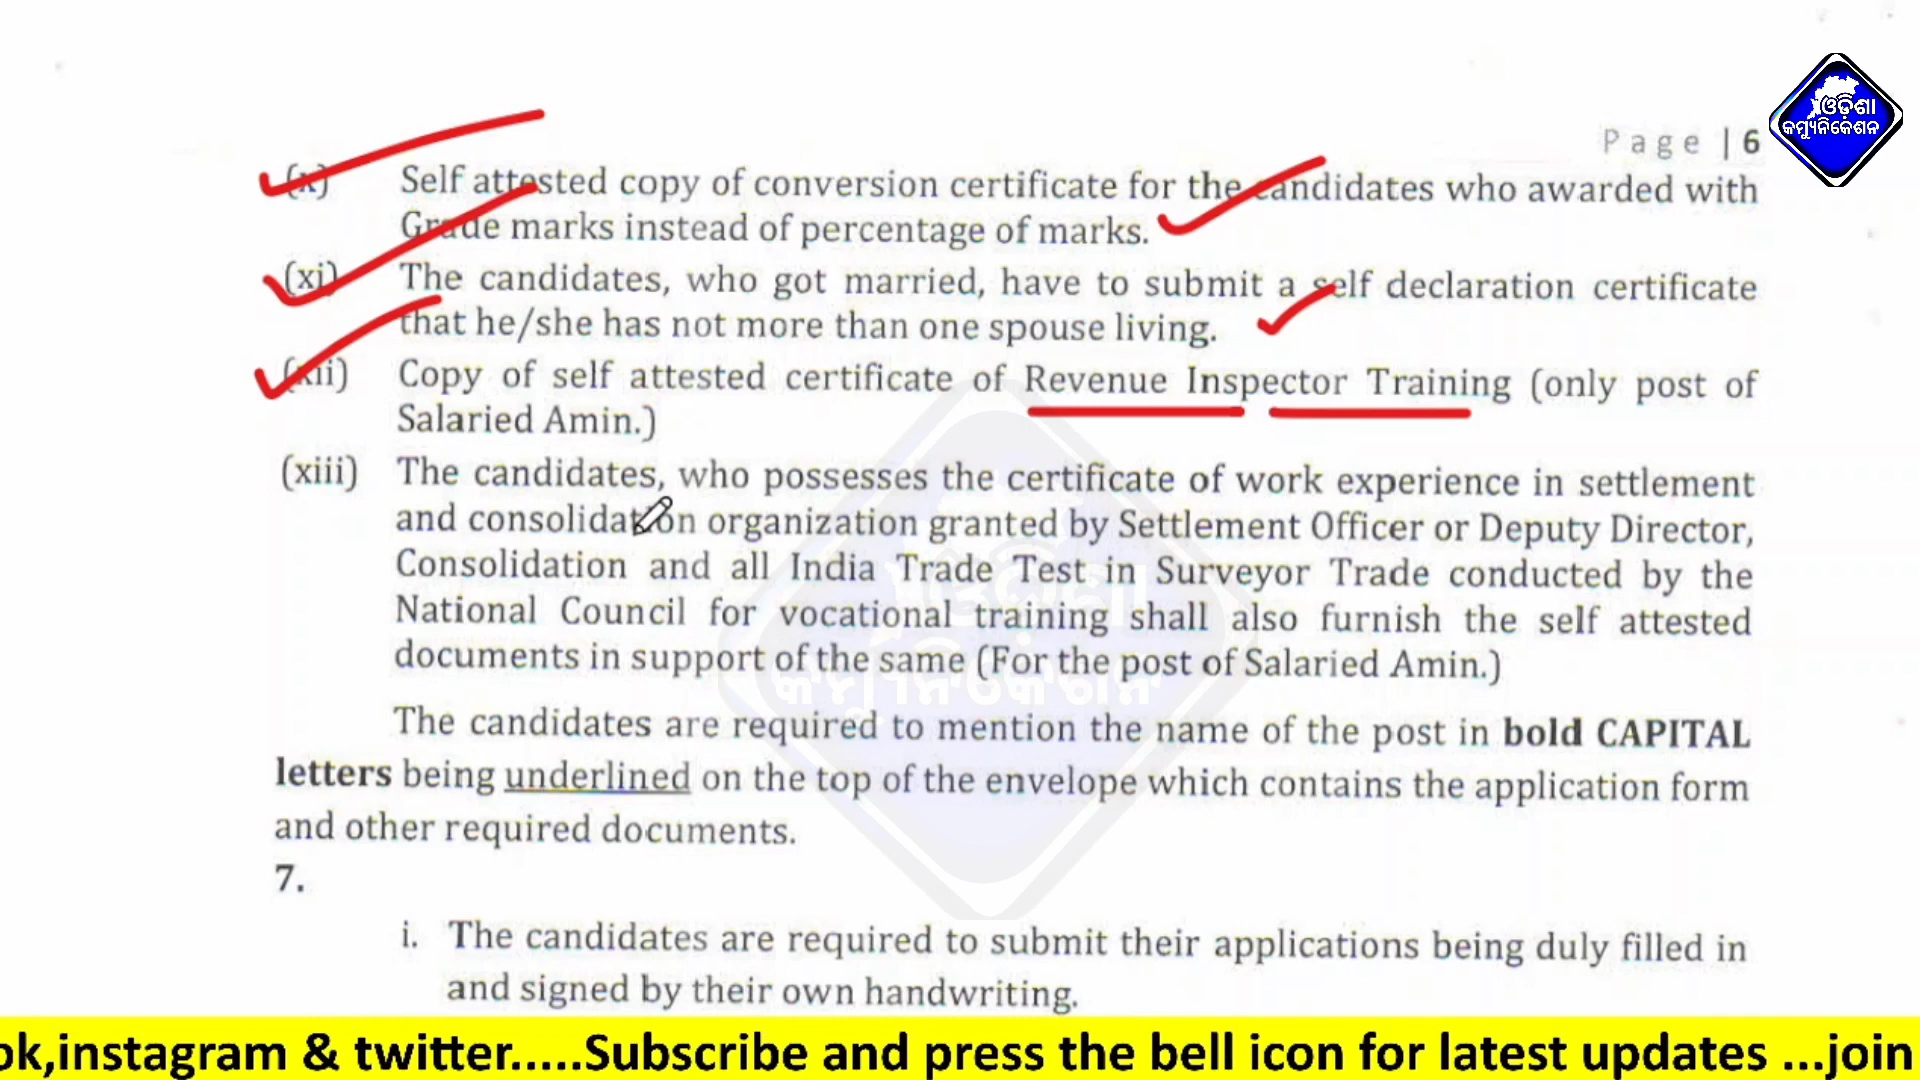 ଓଡ଼ିଶା
କମ୍ୟୁନିକେଶନ
Page | 6
(x) Self attested copy of conversion certificate for the candidates who awarded with
Grade marks instead of percentage of marks.
(xi) The candidates, who got married, have to submit a self declaration certificate
that he/she has not more than one spouse living.
(xii) Copy of self attested certificate of Revenue Inspector Training (only post of
Salaried Amin.)
(xiii) The candidates, who possesses the certificate of work experience in settlement
and consolidation organization granted by Settlement Officer or Deputy Director,
Consolidation and all India Trade Test in Surveyor Trade conducted by the
National Council for vocational training shall also furnish the self attested
documents in support of the same (For the post of Salaried Amin.)
ଓଡ଼ିଶା
କମ୍ୟୁନିକେଶନ
The candidates are required to mention the name of the post in bold CAPITAL
letters being underlined on the top of the envelope which contains the application form
and other required documents.
7.
i. The candidates are required to submit their applications being duly filled in
and signed by their own handwriting.
ok,instagram & twitter.....Subscribe and press the bell icon for latest updates ...join